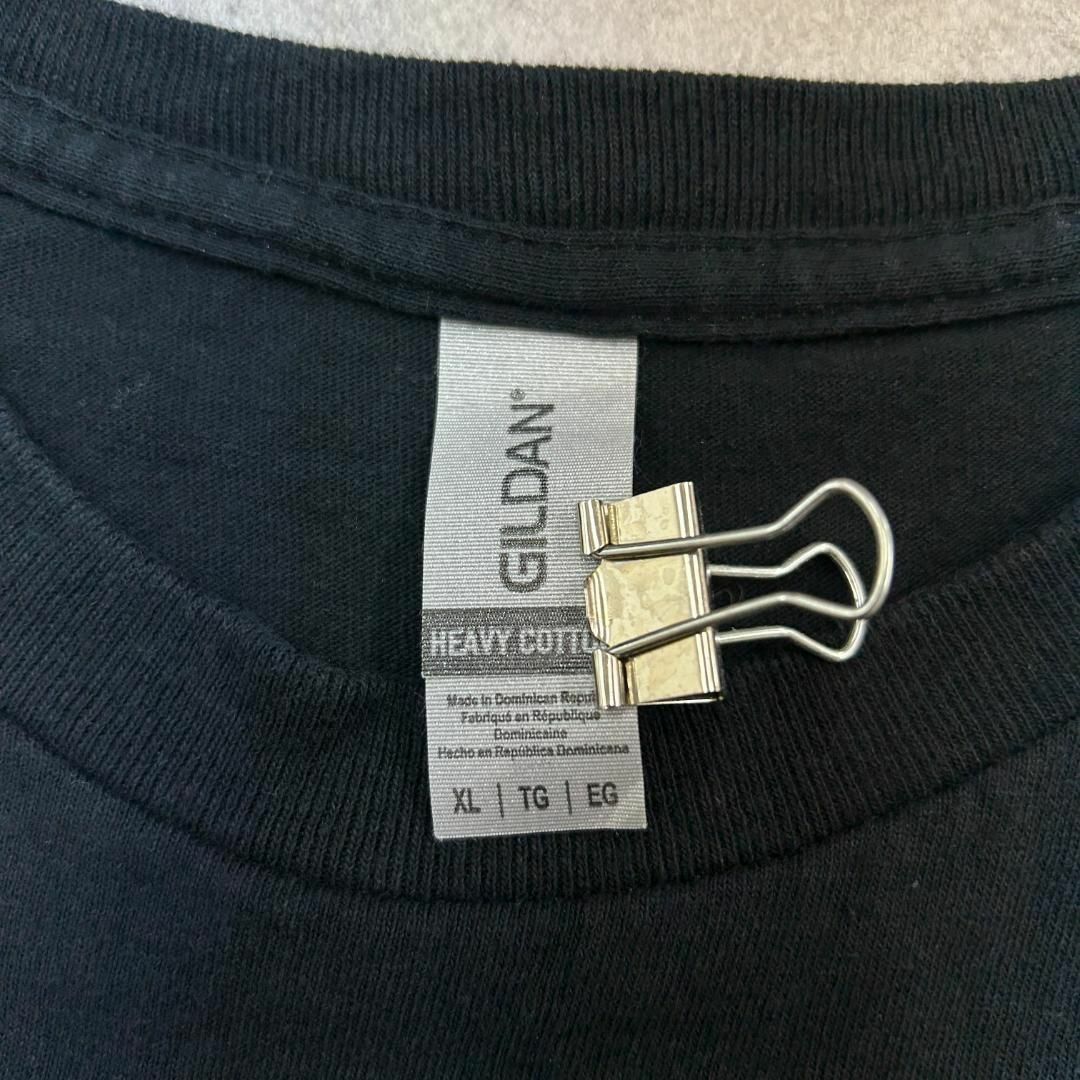 GILDAN®
HEAVY COTTO
Made in Dominican Repu
Fabriqué en République
Dominicaine
Hecho en República Dominicana
XL | TG | EG